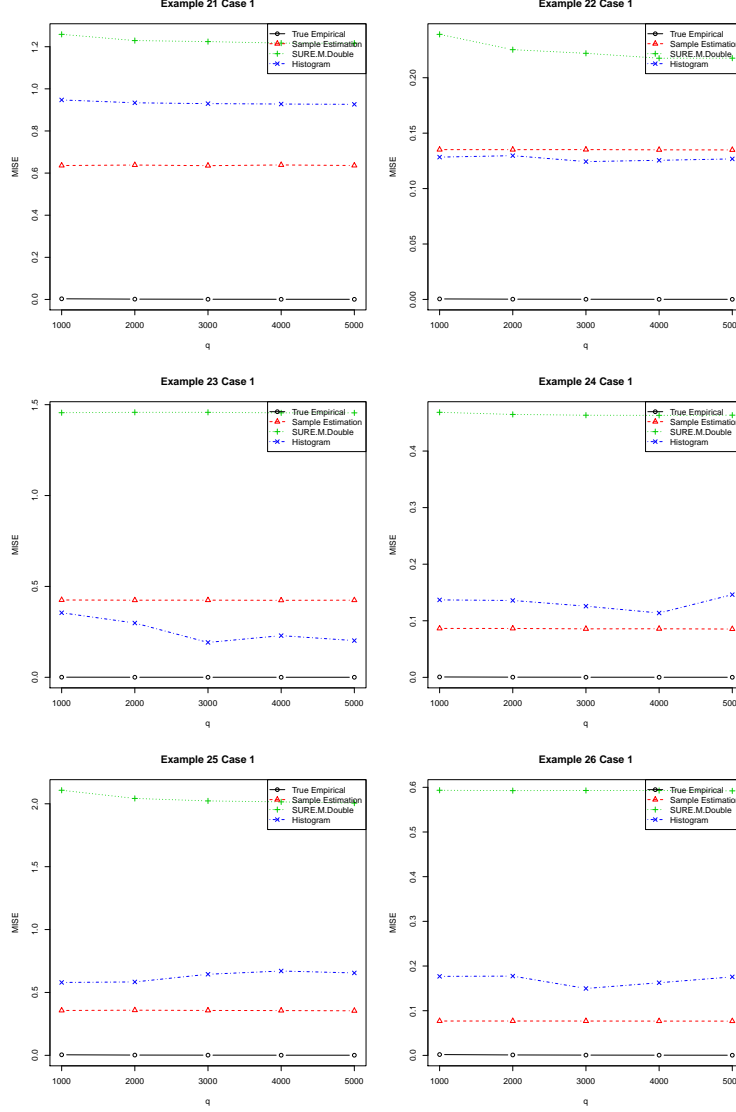 Example 21 Case 1
MISE
0.0 0.2 0.4 0.6 0.8 1.0 1.2
True Empirical
Sample Estimation
SURE.M.Double
Histogram
1000 2000 3000 4000 5000
q
Example 22 Case 1
MISE
0.00 0.05 0.10 0.15 0.20
True Empirical
Sample Estimation
SURE.M.Double
Histogram
1000 2000 3000 4000 5000
q
Example 23 Case 1
MISE
0.0 0.5 1.0 1.5
True Empirical
Sample Estimation
SURE.M.Double
Histogram
1000 2000 3000 4000 5000
q
Example 24 Case 1
MISE
0.0 0.1 0.2 0.3 0.4
True Empirical
Sample Estimation
SURE.M.Double
Histogram
1000 2000 3000 4000 5000
q
Example 25 Case 1
MISE
0.0 0.5 1.0 1.5 2.0
True Empirical
Sample Estimation
SURE.M.Double
Histogram
1000 2000 3000 4000 5000
q
Example 26 Case 1
MISE
0.0 0.1 0.2 0.3 0.4 0.5 0.6
True Empirical
Sample Estimation
SURE.M.Double
Histogram
1000 2000 3000 4000 5000
q